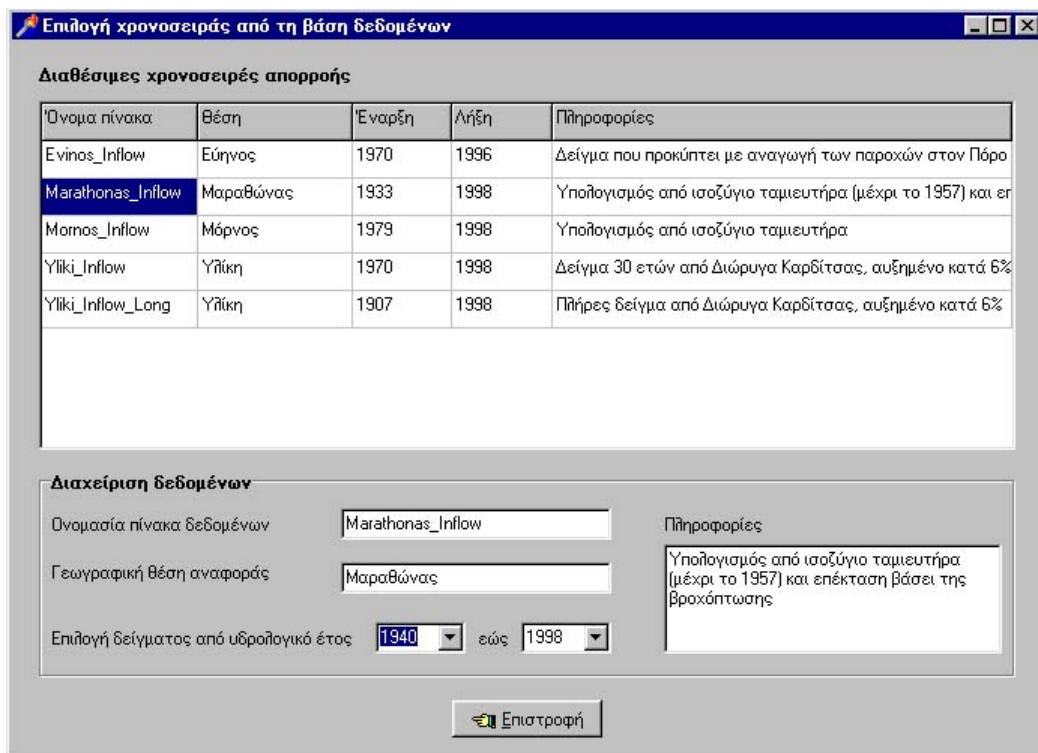 Επιλογή χρονοσειράς από τη βάση δεδομένων
Διαθέσιμες χρονοσειρές απορροής
Όνομα πίνακα Θέση Έναρξη Λήξη Πληροφορίες
Evinos_Inflow Εύηνος 1970 1996 Δείγμα που προκύπτει με αναγωγή των παροχών στον Πόρο
Marathonas_Inflow Μαραθώνας 1933 1998 Υπολογισμός από ισοζύγιο ταμιευτήρα (μέχρι το 1957) και επ
Mornos_Inflow Μόρνος 1979 1998 Υπολογισμός από ισοζύγιο ταμιευτήρα
Yliki_Inflow Υλίκη 1970 1998 Δείγμα 30 ετών από Διώρυγα Καρδίτσας, αυξημένο κατά 6%
Yliki_Inflow_Long Υλίκη 1907 1998 Πλήρες δείγμα από Διώρυγα Καρδίτσας, αυξημένο κατά 6%
Διαχείριση δεδομένων
Ονομασία πίνακα δεδομένων Marathonas_Inflow
Γεωγραφική θέση αναφοράς Μαραθώνας
Επιλογή δείγματος από υδρολογικό έτος 1940 εώς 1998
Πληροφορίες
Υπολογισμός από ισοζύγιο ταμιευτήρα
(μέχρι το 1957) και επέκταση βάσει της
βροχόπτωσης
Επιστροφή